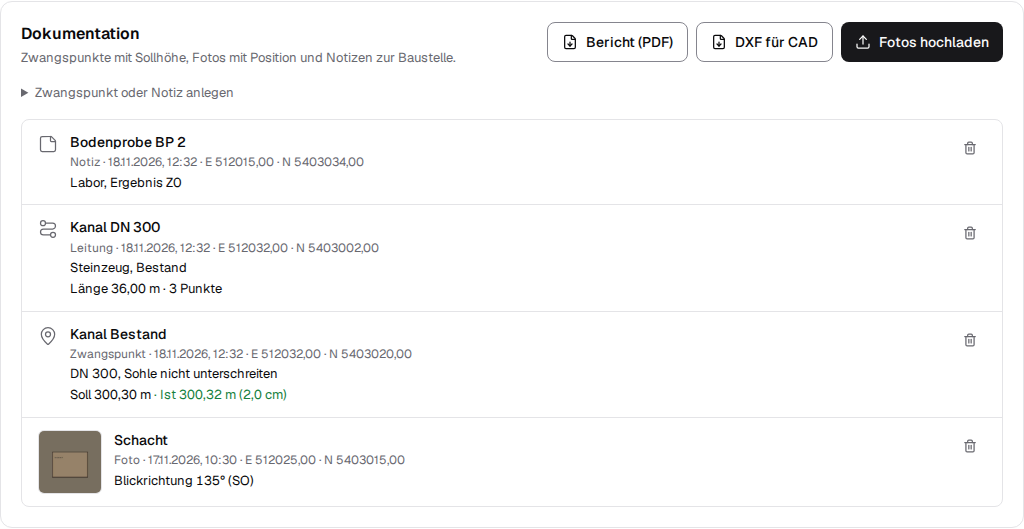 Dokumentation
Zwangspunkte mit Sollhöhe, Fotos mit Position und Notizen zur Baustelle.
Bericht (PDF)
DXF für CAD
Fotos hochladen
Zwangspunkt oder Notiz anlegen
Bodenprobe BP 2
Notiz · 18.11.2026, 12:32 · E 512015,00 · N 5403034,00
Labor, Ergebnis Z0
Kanal DN 300
Leitung · 18.11.2026, 12:32 · E 512032,00 · N 5403002,00
Steinzeug, Bestand
Länge 36,00 m · 3 Punkte
Kanal Bestand
Zwangspunkt · 18.11.2026, 12:32 · E 512032,00 · N 5403020,00
DN 300, Sohle nicht unterschreiten
Soll 300,30 m · Ist 300,32 m (2,0 cm)
Schacht
Foto · 17.11.2026, 10:30 · E 512025,00 · N 5403015,00
Blickrichtung 135° (SO)